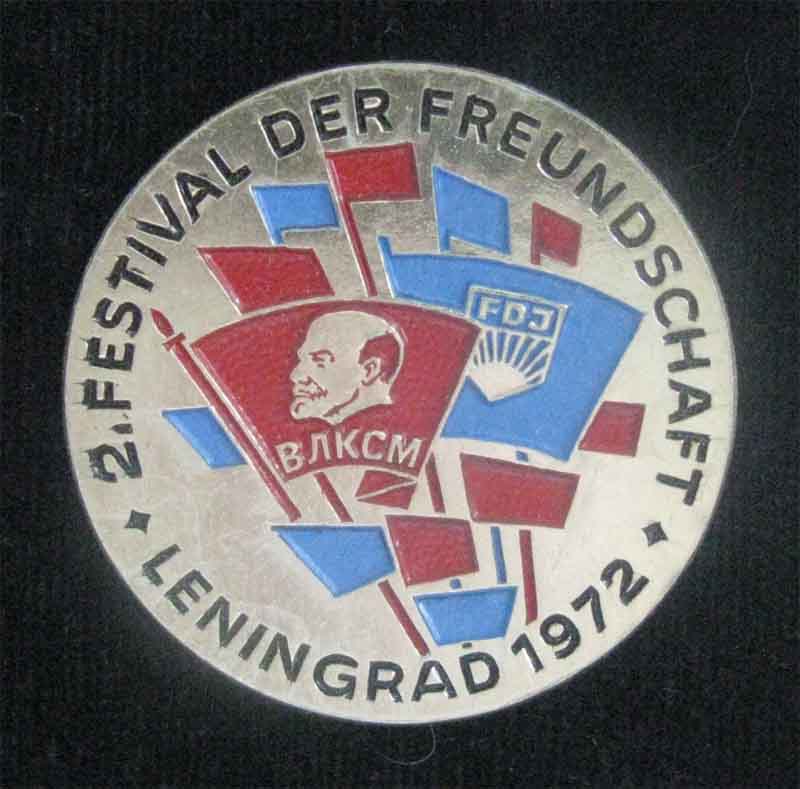 2. FESTIVAL DER FREUNDSCHAFT
FDJ
ВЛКСМ
LENINGRAD 1972